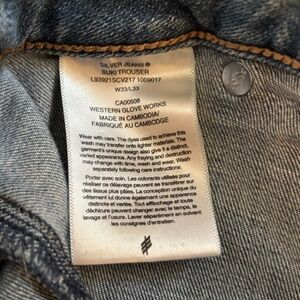 SILVER JEANS ®
SUKI TROUSER
L93921SCV217 1009017
W33/L33
CA00508
WESTERN GLOVE WORKS
MADE IN CAMBODIA/
FABRIQUÉ AU CAMBODGE
Wear with care. The dyes used to achieve this
wash may transfer onto lighter materials. The
garment's unique design also give it a distinct,
varied appearance. Any fraying and destruction
may change with time, wash and wear. Wash
separately following care instructions.
Porter avec soin. Les colorants utilisés pour
réaliser ce délavage peuvent se transférer sur
des tissus plus pâles. La conception unique du
vêtement lui donne également une apparence
distincte et variée. Tout effilochage et toute
déchirure peuvent changer avec le temps, le
lavage et l'usure. Laver séparément en suivant
les consignes d'entretien.